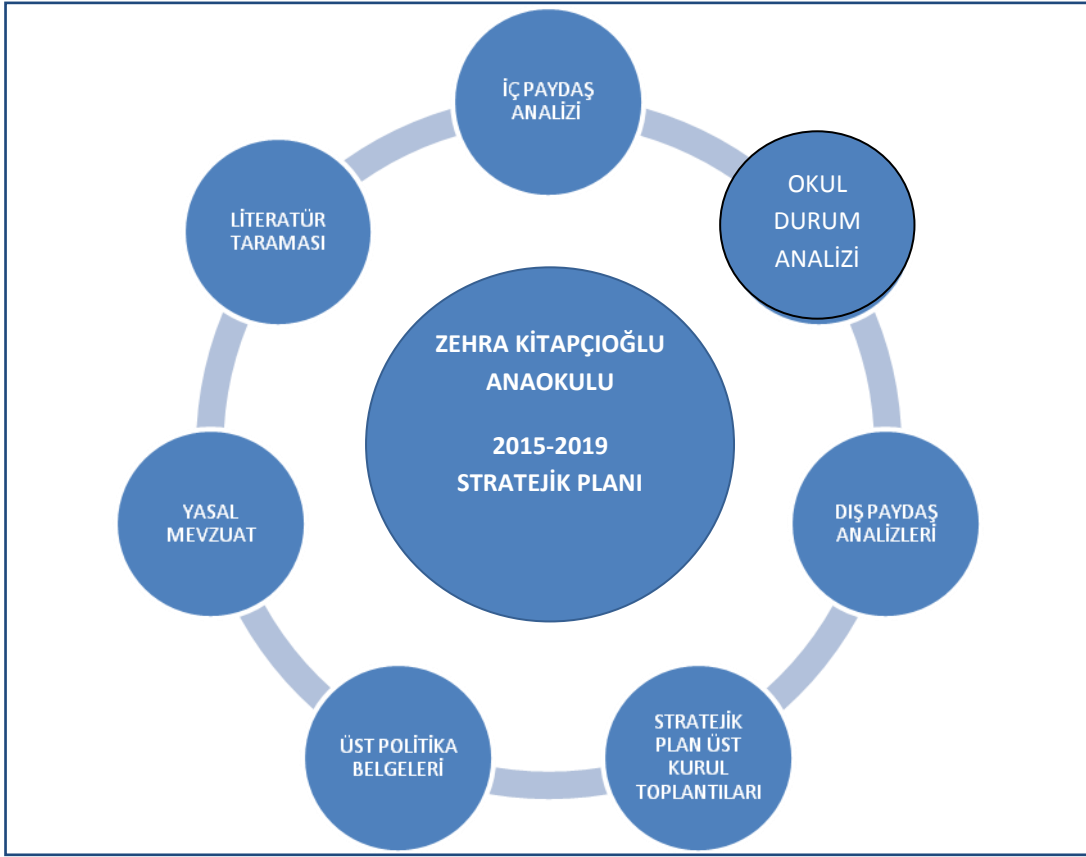 İÇ PAYDAŞ
ANALİZİ
OKUL
DURUM
ANALİZİ
LİTERATÜR
TARAMASI
ZEHRA KİTAPÇIOĞLU
ANAOKULU
2015-2019
STRATEJİK PLANI
YASAL
MEVZUAT
DIŞ PAYDAŞ
ANALİZLERİ
ÜST POLİTİKA
BELGELERİ
STRATEJİK
PLAN ÜST
KURUL
TOPLANTILARI